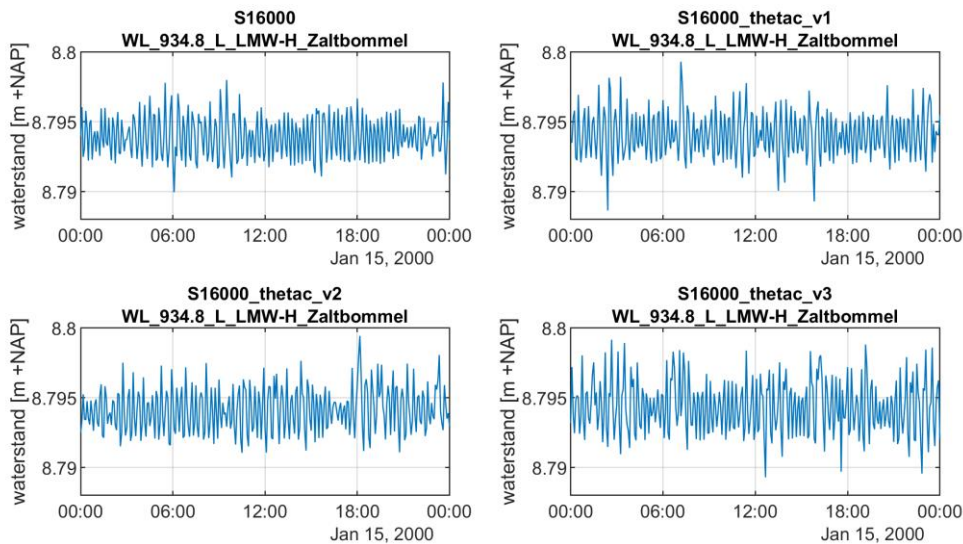 S16000
WL_934.8_L_LMW-H_Zaltbommel
8.8
8.795
8.79
waterstand [m +NAP]
00:00 06:00 12:00 18:00 00:00
Jan 15, 2000
S16000_thetac_v1
WL_934.8_L_LMW-H_Zaltbommel
8.8
8.795
8.79
waterstand [m +NAP]
00:00 06:00 12:00 18:00 00:00
Jan 15, 2000
S16000_thetac_v2
WL_934.8_L_LMW-H_Zaltbommel
8.8
8.795
8.79
waterstand [m +NAP]
00:00 06:00 12:00 18:00 00:00
Jan 15, 2000
S16000_thetac_v3
WL_934.8_L_LMW-H_Zaltbommel
8.8
8.795
8.79
waterstand [m +NAP]
00:00 06:00 12:00 18:00 00:00
Jan 15, 2000